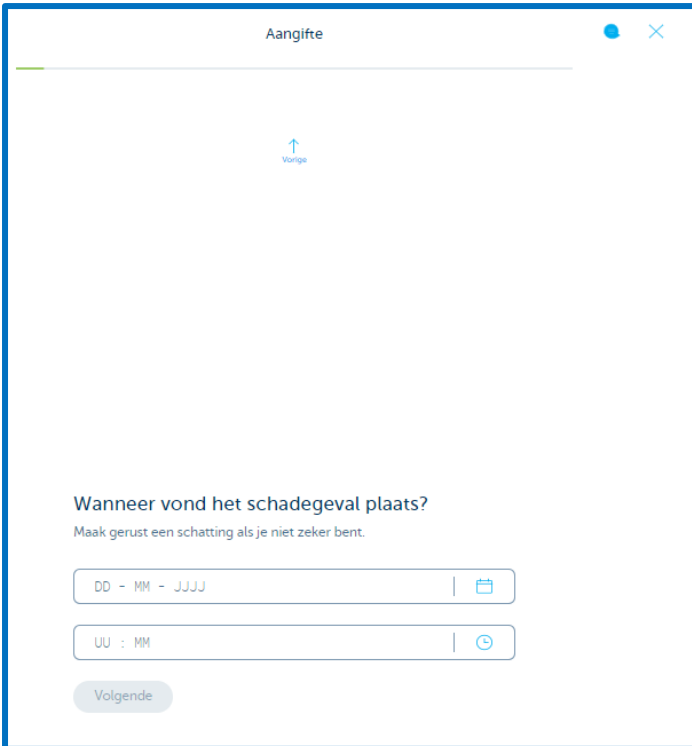 Aangifte
Vorige
Wanneer vond het schadegeval plaats?
Maak gerust een schatting als je niet zeker bent.
DD - MM - JJJJ
UU : MM
Volgende